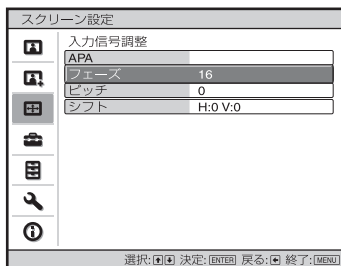 スクリーン設定
入力信号調整
APA
フェーズ 16
ピッチ 0
シフト H:0 V:0
選択:↑↓ 決定:ENTER 戻る:← 終了:MENU